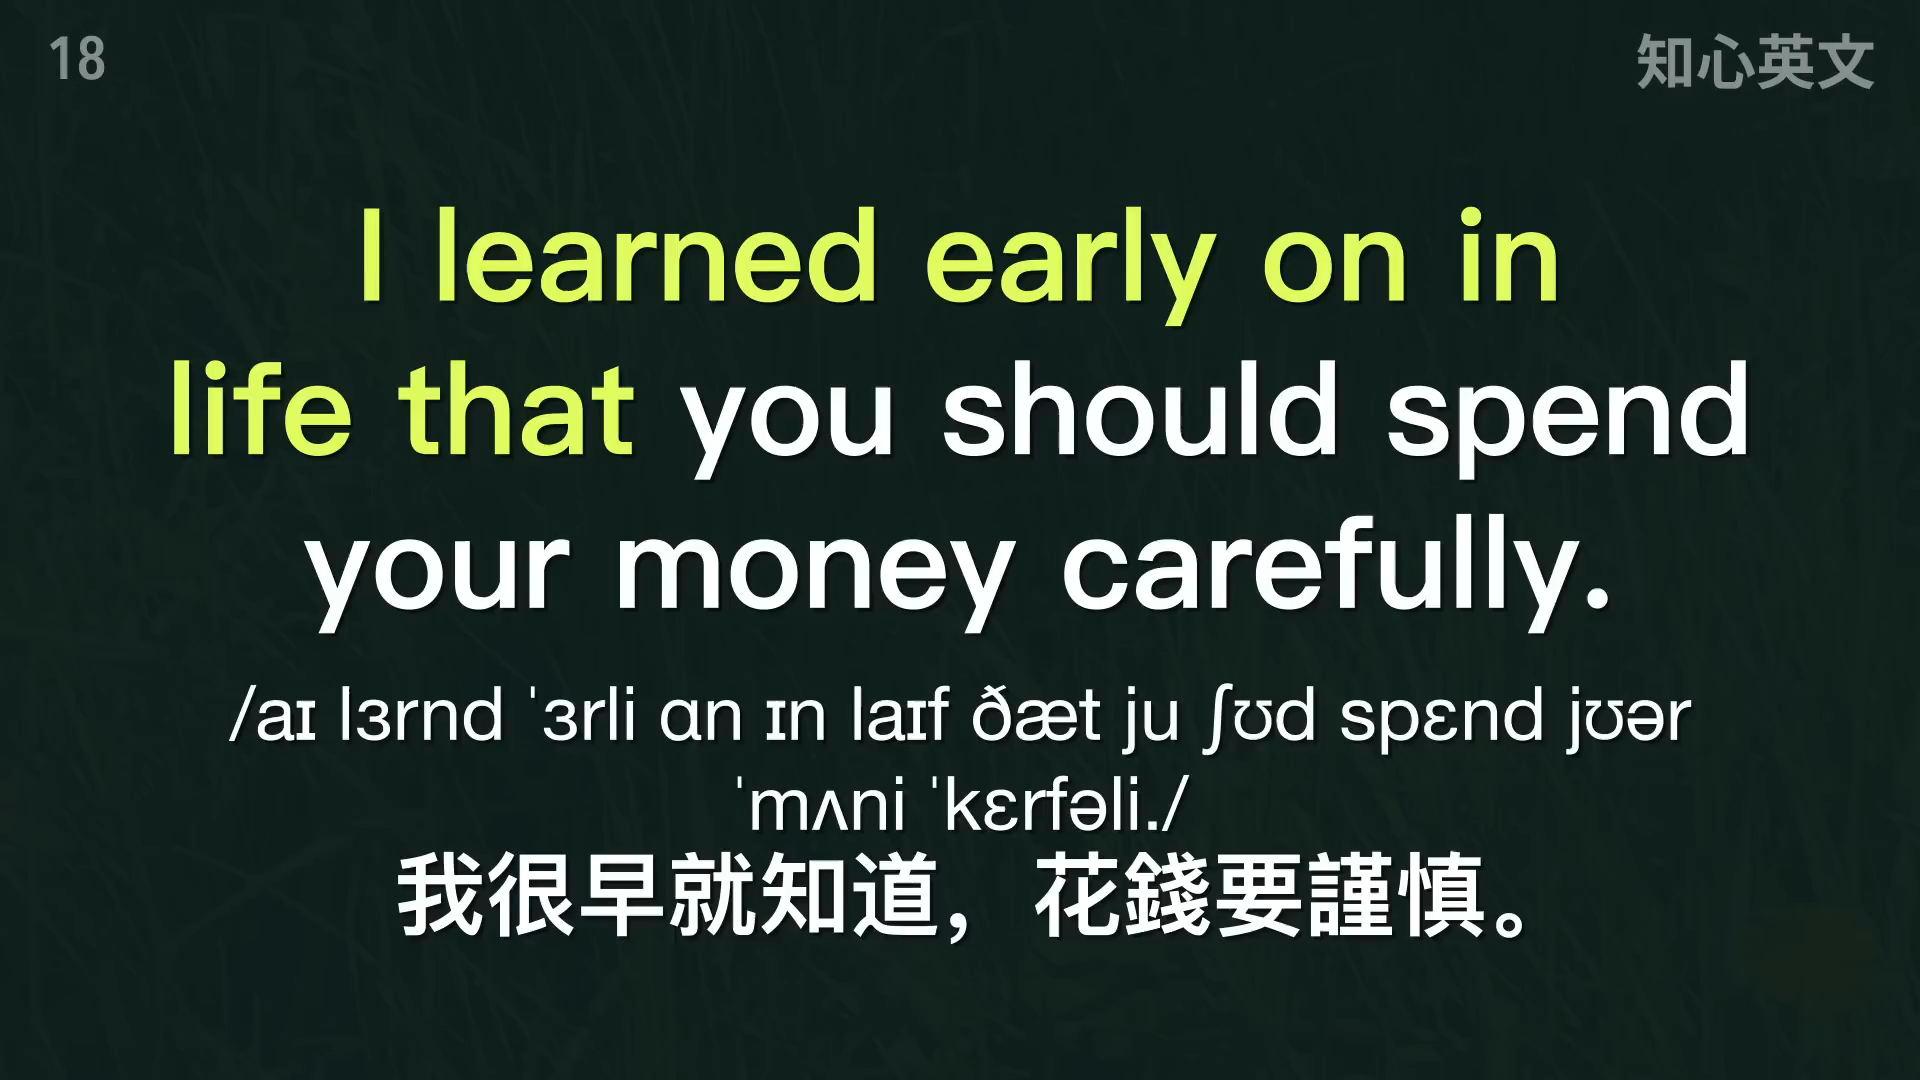 18
知心英文
I learned early on in
life that you should spend
your money carefully.
/aɪ lɜrnd ˈɜrli ɑn ɪn laɪf ðæt ju ʃʊd spɛnd jʊər
ˈmʌni ˈkɛrfəli./
我很早就知道，花錢要謹慎。